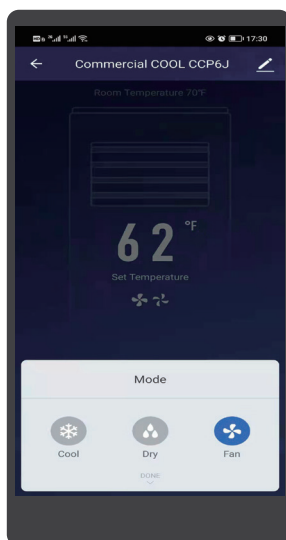 17:30
Commercial COOL CCP6J
Room Temperature 70°F
62 °F
Set Temperature
Mode
Cool Dry Fan
DONE